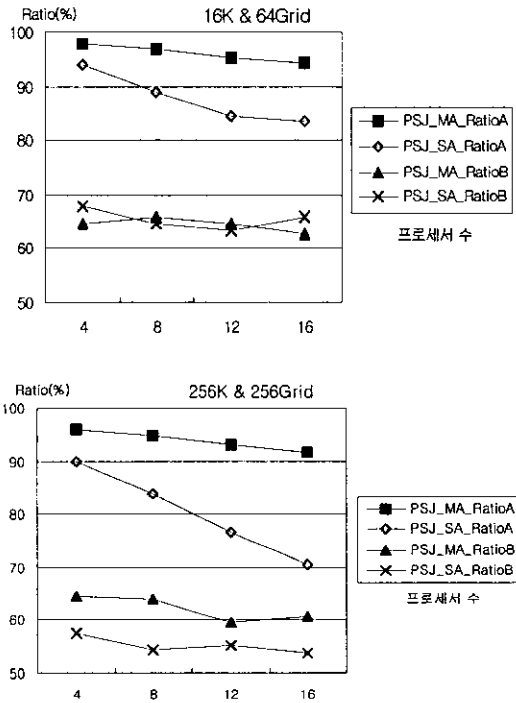 Ratio(%)
16K & 64Grid
100
90
80
70
60
50
4 8 12 16
PSJ_MA_RatioA
PSJ_SA_RatioA
PSJ_MA_RatioB
PSJ_SA_RatioB
프로세서 수
Ratio(%)
256K & 256Grid
100
90
80
70
60
50
4 8 12 16
PSJ_MA_RatioA
PSJ_SA_RatioA
PSJ_MA_RatioB
PSJ_SA_RatioB
프로세서 수